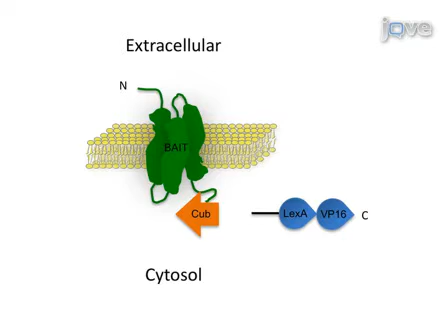 jove
Extracellular
N
BAIT
Cub
LexA
VP16
C
Cytosol